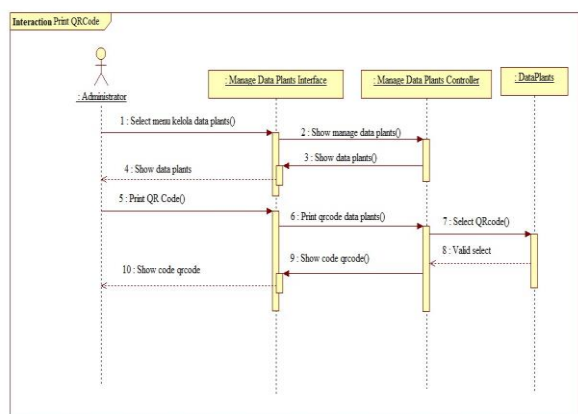 Interaction Print QRCode
: Administrator
: Manage Data Plants Interface
: Manage Data Plants Controller
: DataPlants
1 : Select menu kelola data plants()
2 : Show manage data plants()
3 : Show data plants()
4 : Show data plants
5 : Print QR Code()
6 : Print qrcode data plants()
7 : Select QRcode()
8 : Valid select
9 : Show code qrcode()
10 : Show code qrcode